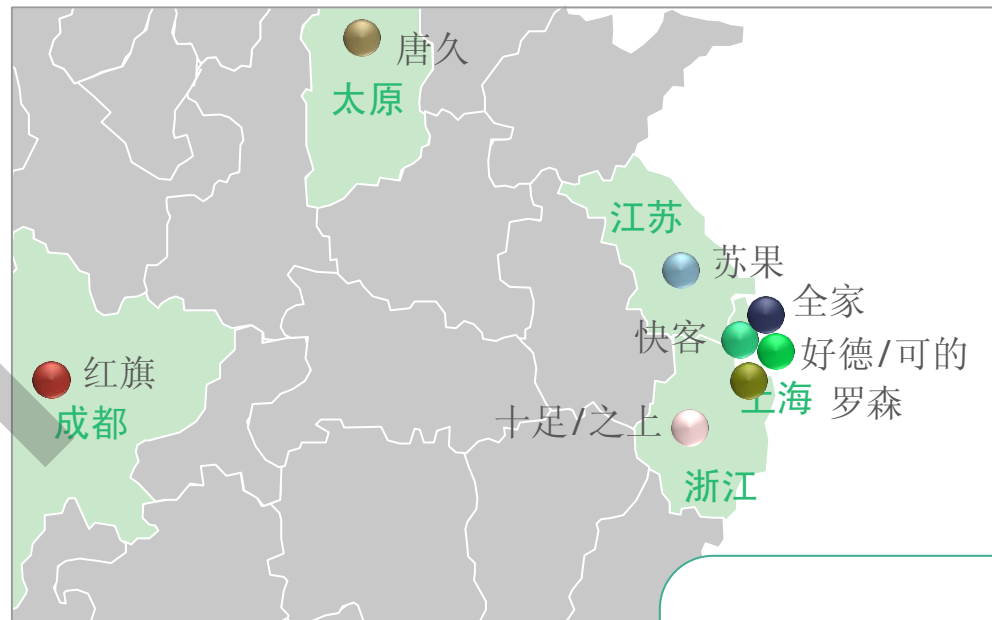 唐久
太原
江苏
苏果
全家
快客
好德/可的
红旗
上海
罗森
成都
十足/之上
浙江